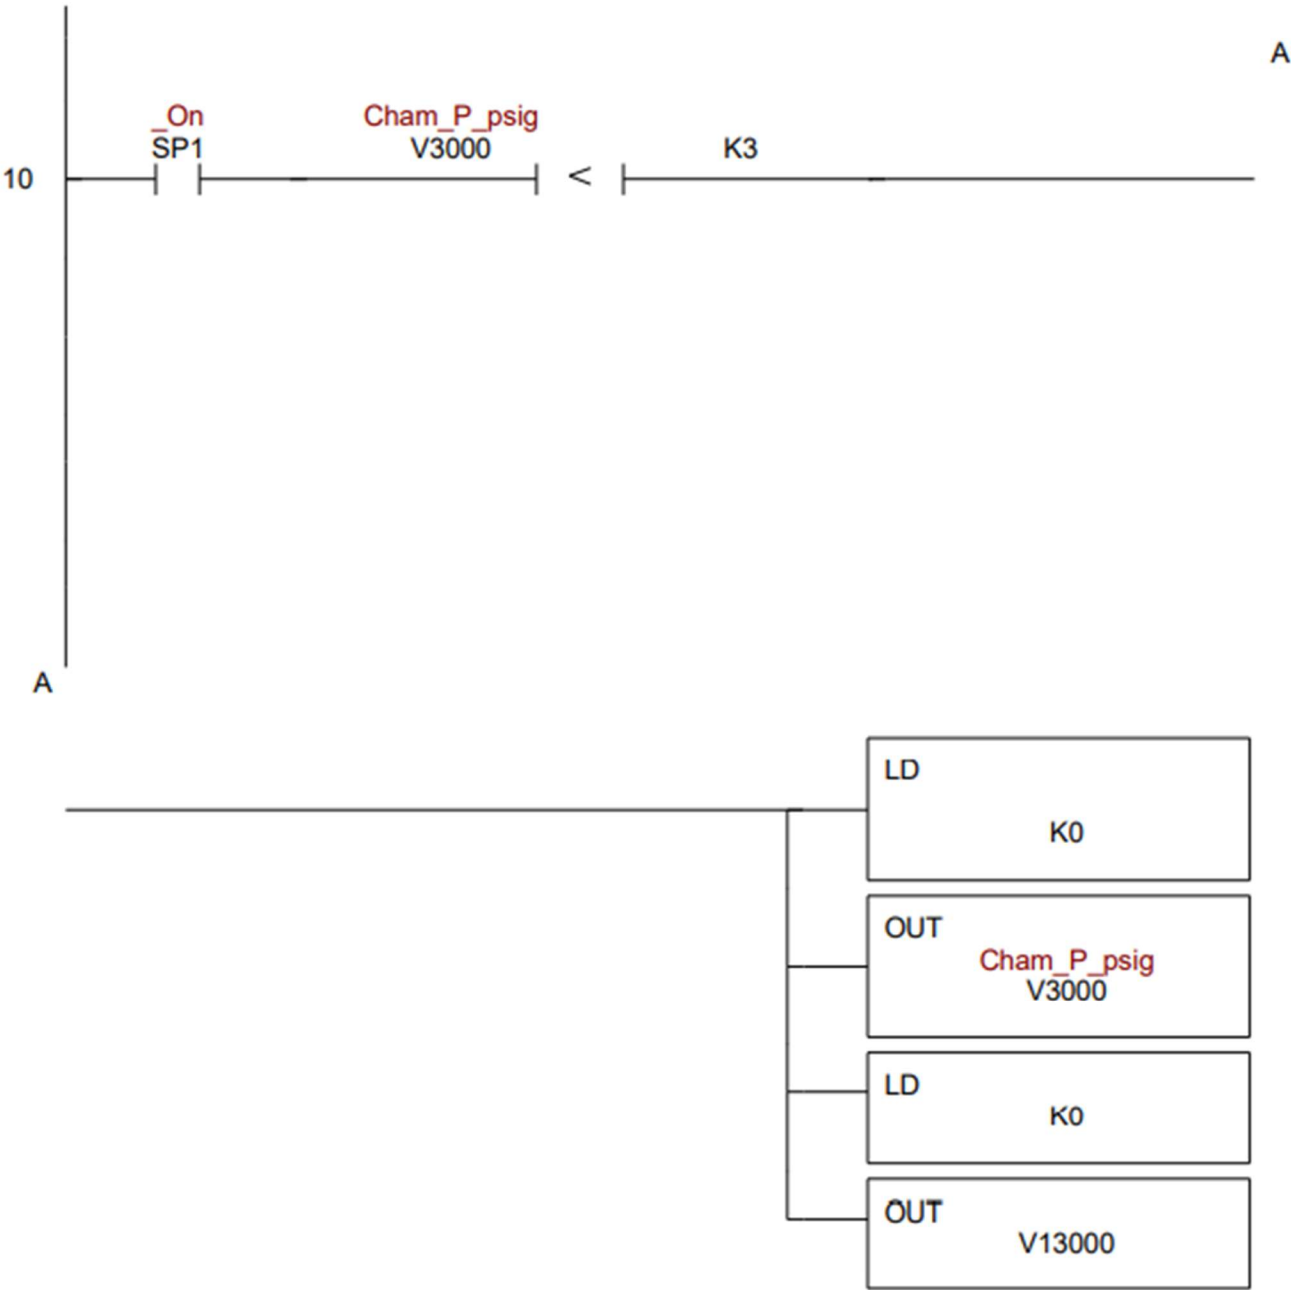 A
_On
SP1
Cham_P_psig
V3000
K3
10
<
A
LD
K0
OUT
Cham_P_psig
V3000
LD
K0
OUT
V13000